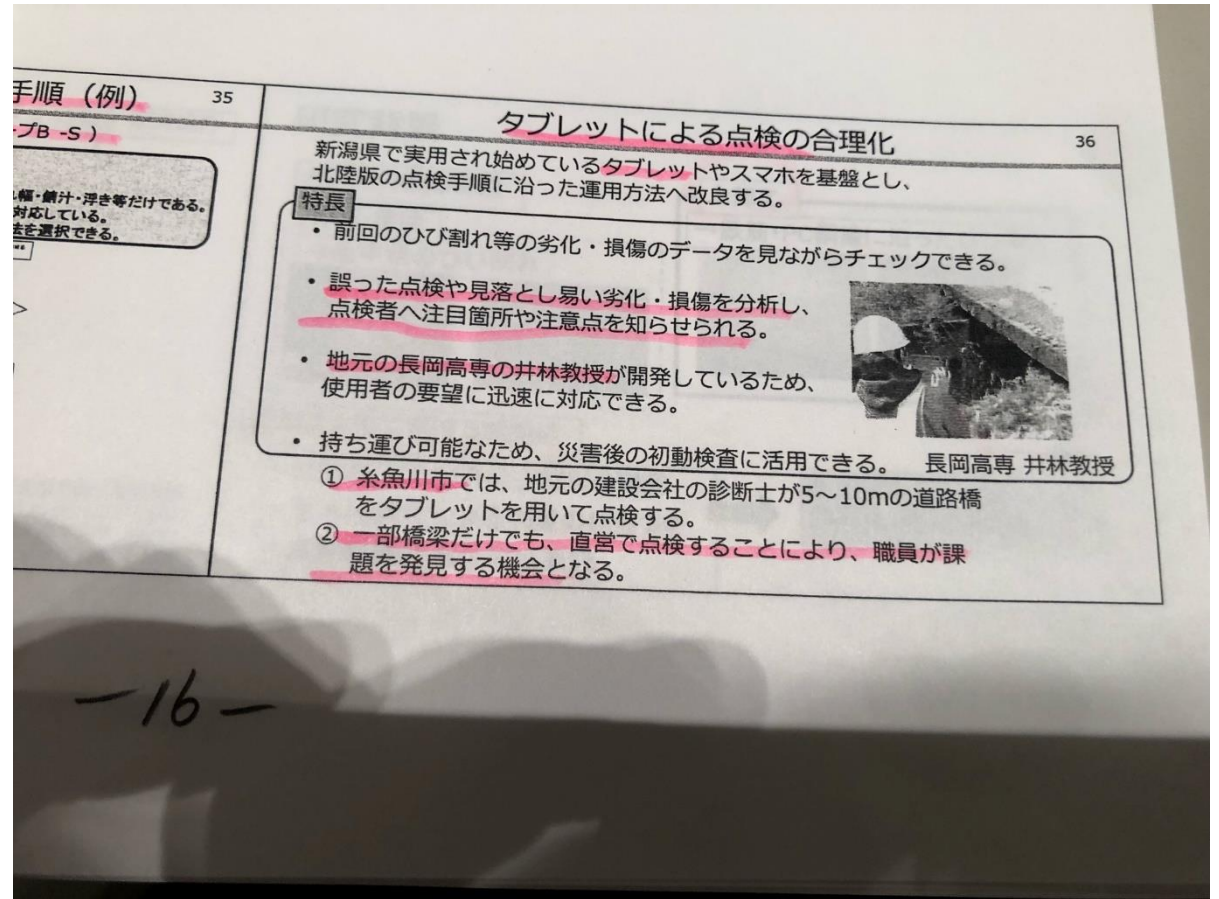 手順（例） 35
プB -S )
幅・錆汁・浮き等だけである。
対応している。
法を選択できる。
タブレットによる点検の合理化 36
新潟県で実用され始めているタブレットやスマホを基盤とし、
北陸版の点検手順に沿った運用方法へ改良する。
特長
・ 前回のひび割れ等の劣化・損傷のデータを見ながらチェックできる。
・ 誤った点検や見落とし易い劣化・損傷を分析し、
点検者へ注目箇所や注意点を知らせられる。
・ 地元の長岡高専の井林教授が開発しているため、
使用者の要望に迅速に対応できる。
・ 持ち運び可能なため、災害後の初動検査に活用できる。
長岡高専 井林教授
① 糸魚川市では、地元の建設会社の診断士が5～10mの道路橋
をタブレットを用いて点検する。
② 一部橋梁だけでも、直営で点検することにより、職員が課
題を発見する機会となる。
-16-